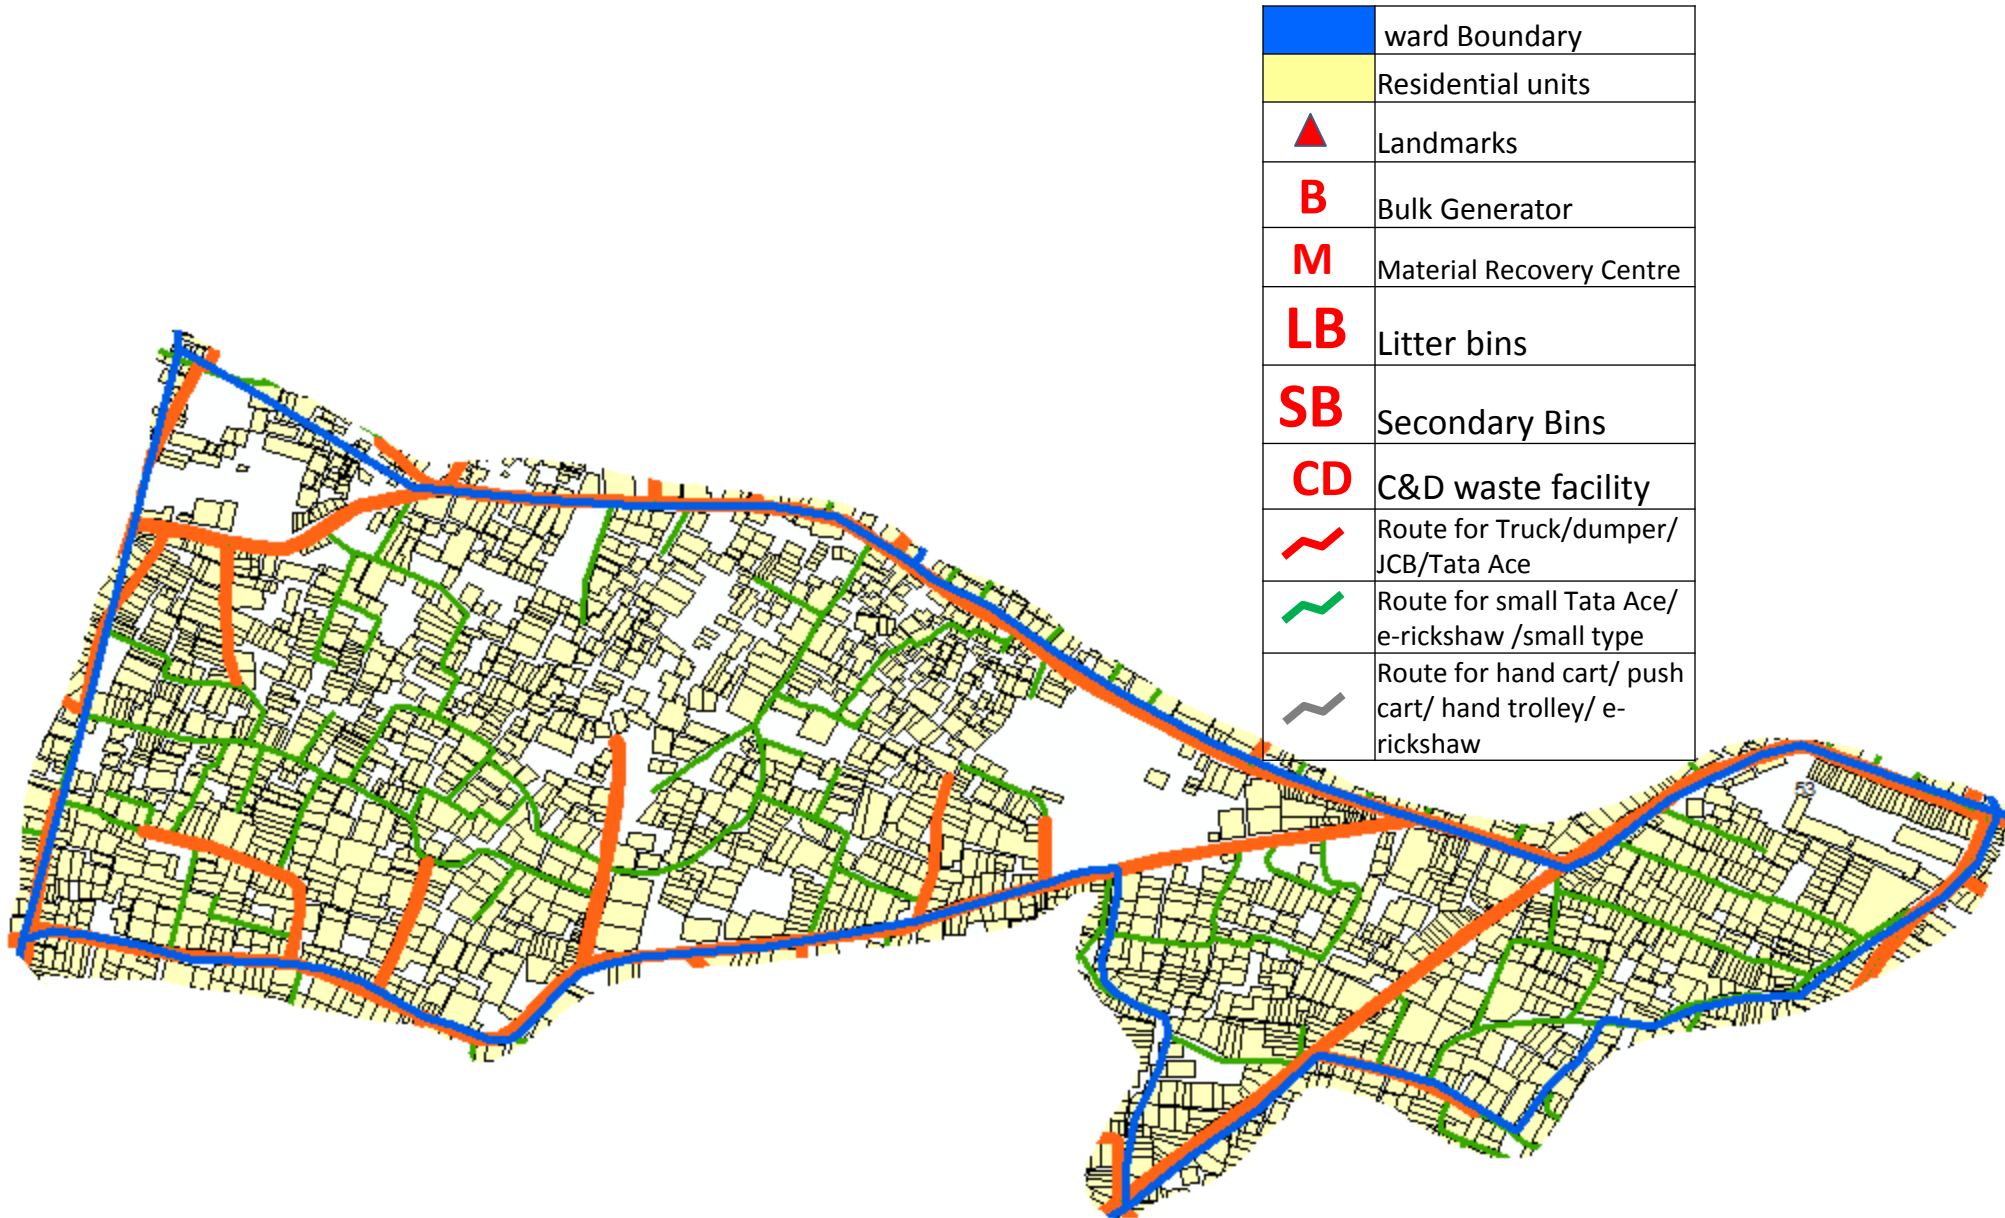 ward Boundary
Residential units
Landmarks
B Bulk Generator
M Material Recovery Centre
LB Litter bins
SB Secondary Bins
CD C&D waste facility
Route for Truck/dumper/
JCB/Tata Ace
Route for small Tata Ace/
e-rickshaw /small type
Route for hand cart/ push
cart/ hand trolley/ e-
rickshaw
53